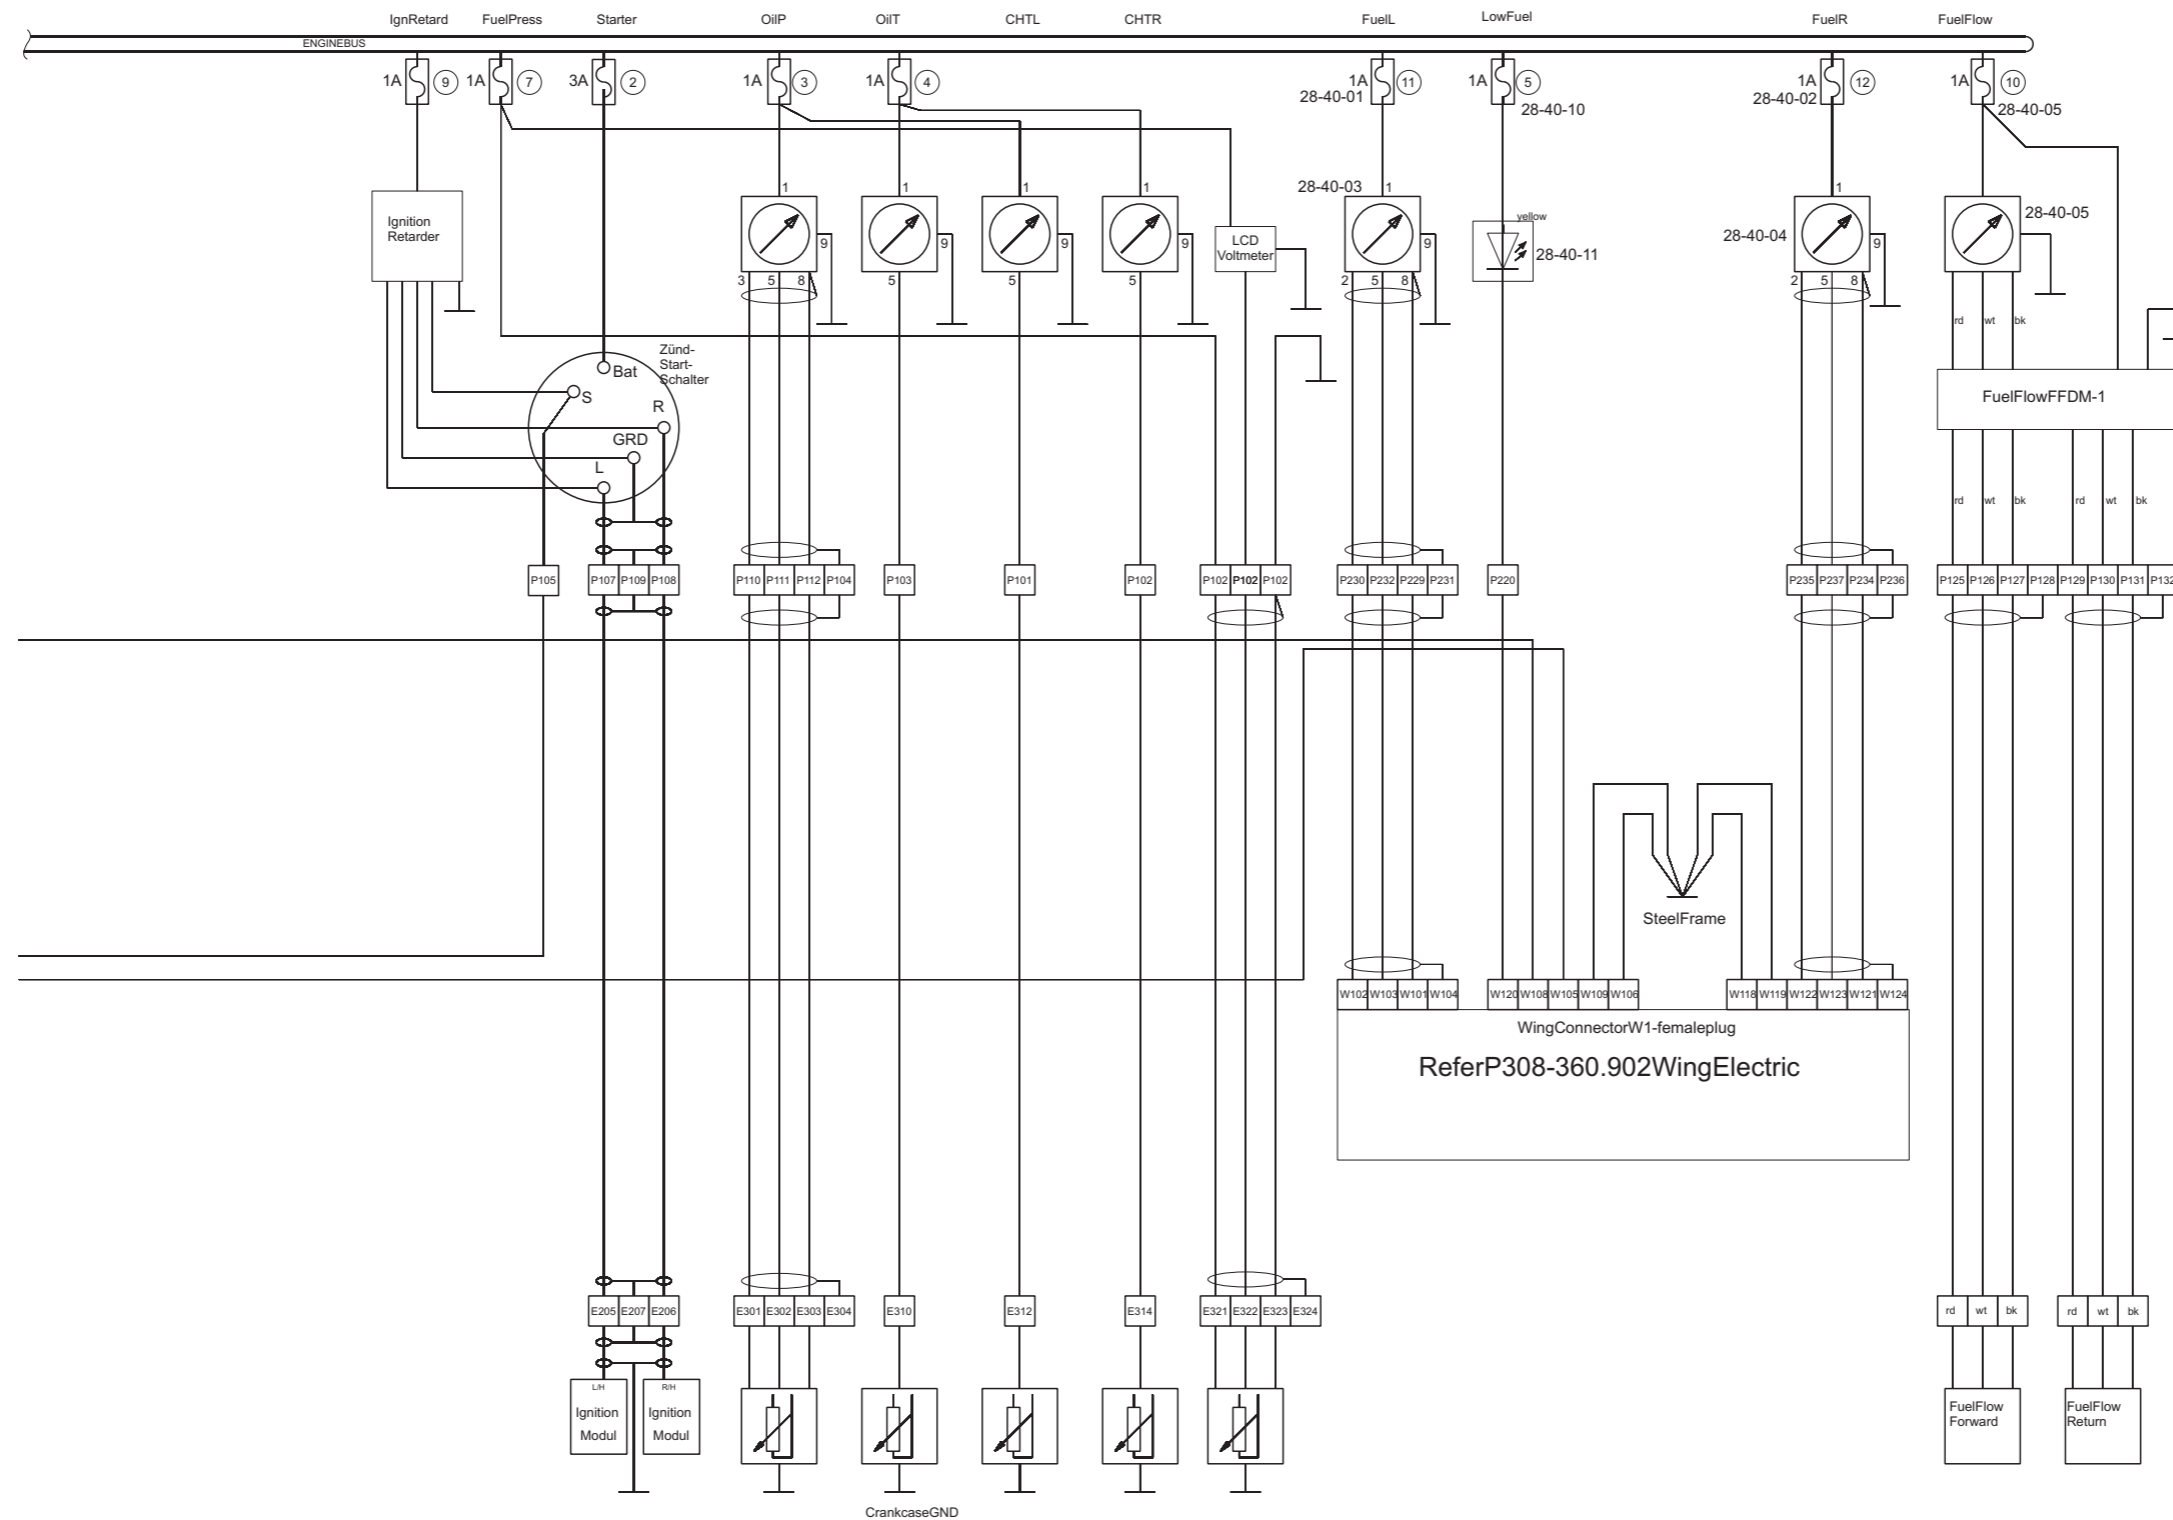 IgnRetard FuelPress Starter OilP OilT CHTL CHTR FuelL LowFuel FuelR FuelFlow
ENGINEBUS
1A 9 1A 7 3A 2 1A 3 1A 4 1A 11 1A 5 1A 12 1A 10
28-40-01 28-40-10 28-40-02 28-40-05
28-40-03
1 1 1 1 1 1
Ignition
Retarder
yellow
28-40-05
28-40-04
LCD
Voltmeter
28-40-11
9 9 9 9 9 9
3 5 8 5 5 5 2 5 8 2 5 8
rd wt bk
Zünd-
Start-
Schalter
Bat
S
R
GRD
L
FuelFlowFFDM-1
rd wt bk rd wt bk
P105 P107 P109 P108 P110 P111 P112 P104 P103 P101 P102 P102 P102 P102 P230 P232 P229 P231 P220 P235 P237 P234 P236 P125 P126 P127 P128 P129 P130 P131 P132
SteelFrame
W102 W103 W101 W104 W120 W108 W105 W109 W106 W118 W119 W122 W123 W121 W124
WingConnectorW1-femaleplug
ReferP308-360.902WingElectric
E205 E207 E206 E301 E302 E303 E304 E310 E312 E314 E321 E322 E323 E324 rd wt bk rd wt bk
L/H
Ignition
Modul
R/H
Ignition
Modul
FuelFlow
Forward
FuelFlow
Return
CrankcaseGND